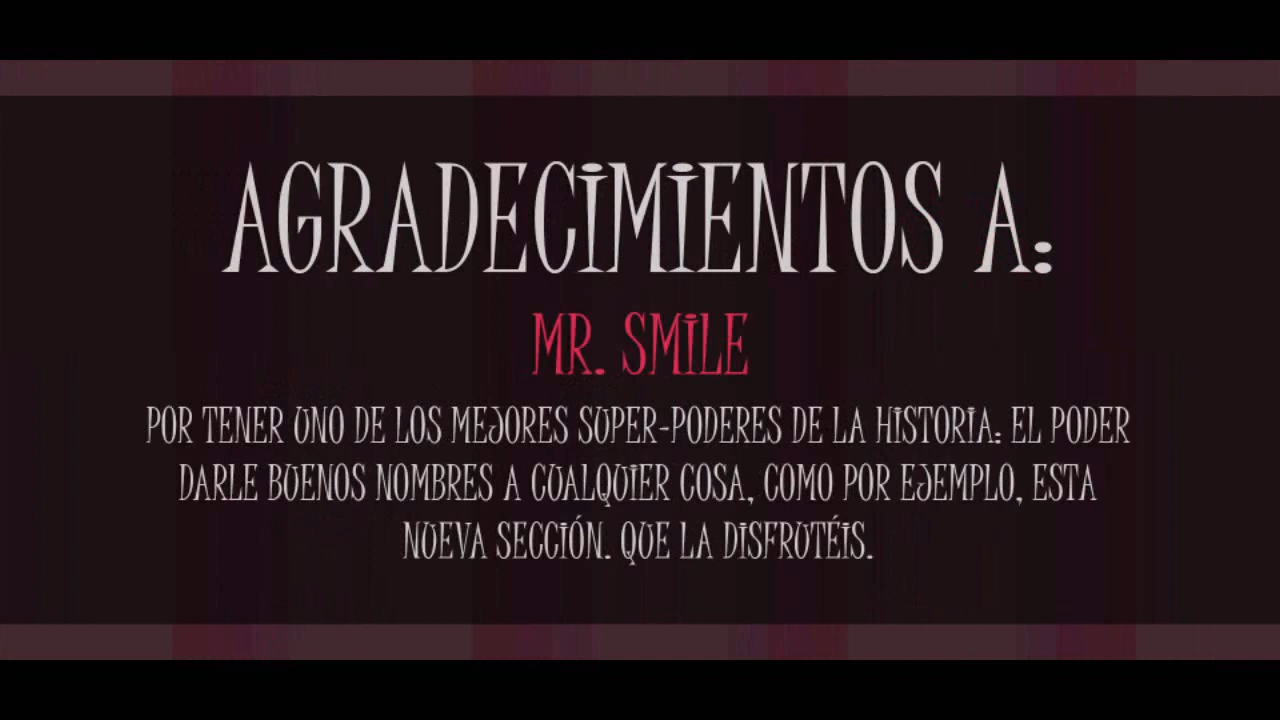 AGRADECIMIENTOS A:
MR. SMILE
POR TENER UNO DE LOS MEJORES SUPER-PODERES DE LA HISTORIA: EL PODER
DARLE BUENOS NOMBRES A CUALQUIER COSA, COMO POR EJEMPLO, ESTA
NUEVA SECCIÓN. QUE LA DISFRUTÉIS.